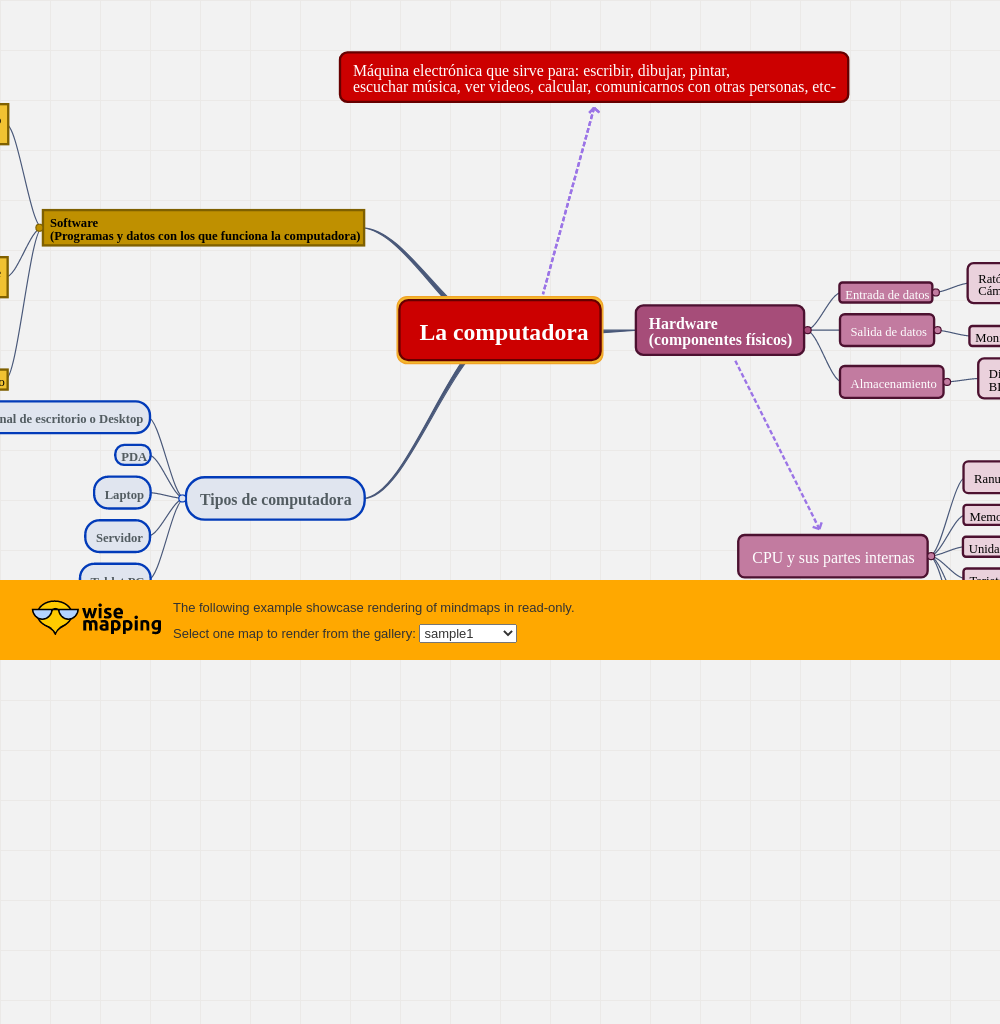 Máquina electrónica que sirve para: escribir, dibujar, pintar,
escuchar música, ver videos, calcular, comunicarnos con otras personas, etc-
Software
(Programas y datos con los que funciona la computadora)
La computadora
Hardware
(componentes físicos)
Entrada de datos
Salida de datos
Almacenamiento
Cám
Mon
nal de escritorio o Desktop
PDA
Laptop
Tipos de computadora
Servidor
Tablet PC
CPU y sus partes internas
Ranu
Memo
Unida
wise
mapping
The following example showcase rendering of mindmaps in read-only.
Select one map to render from the gallery: sample1